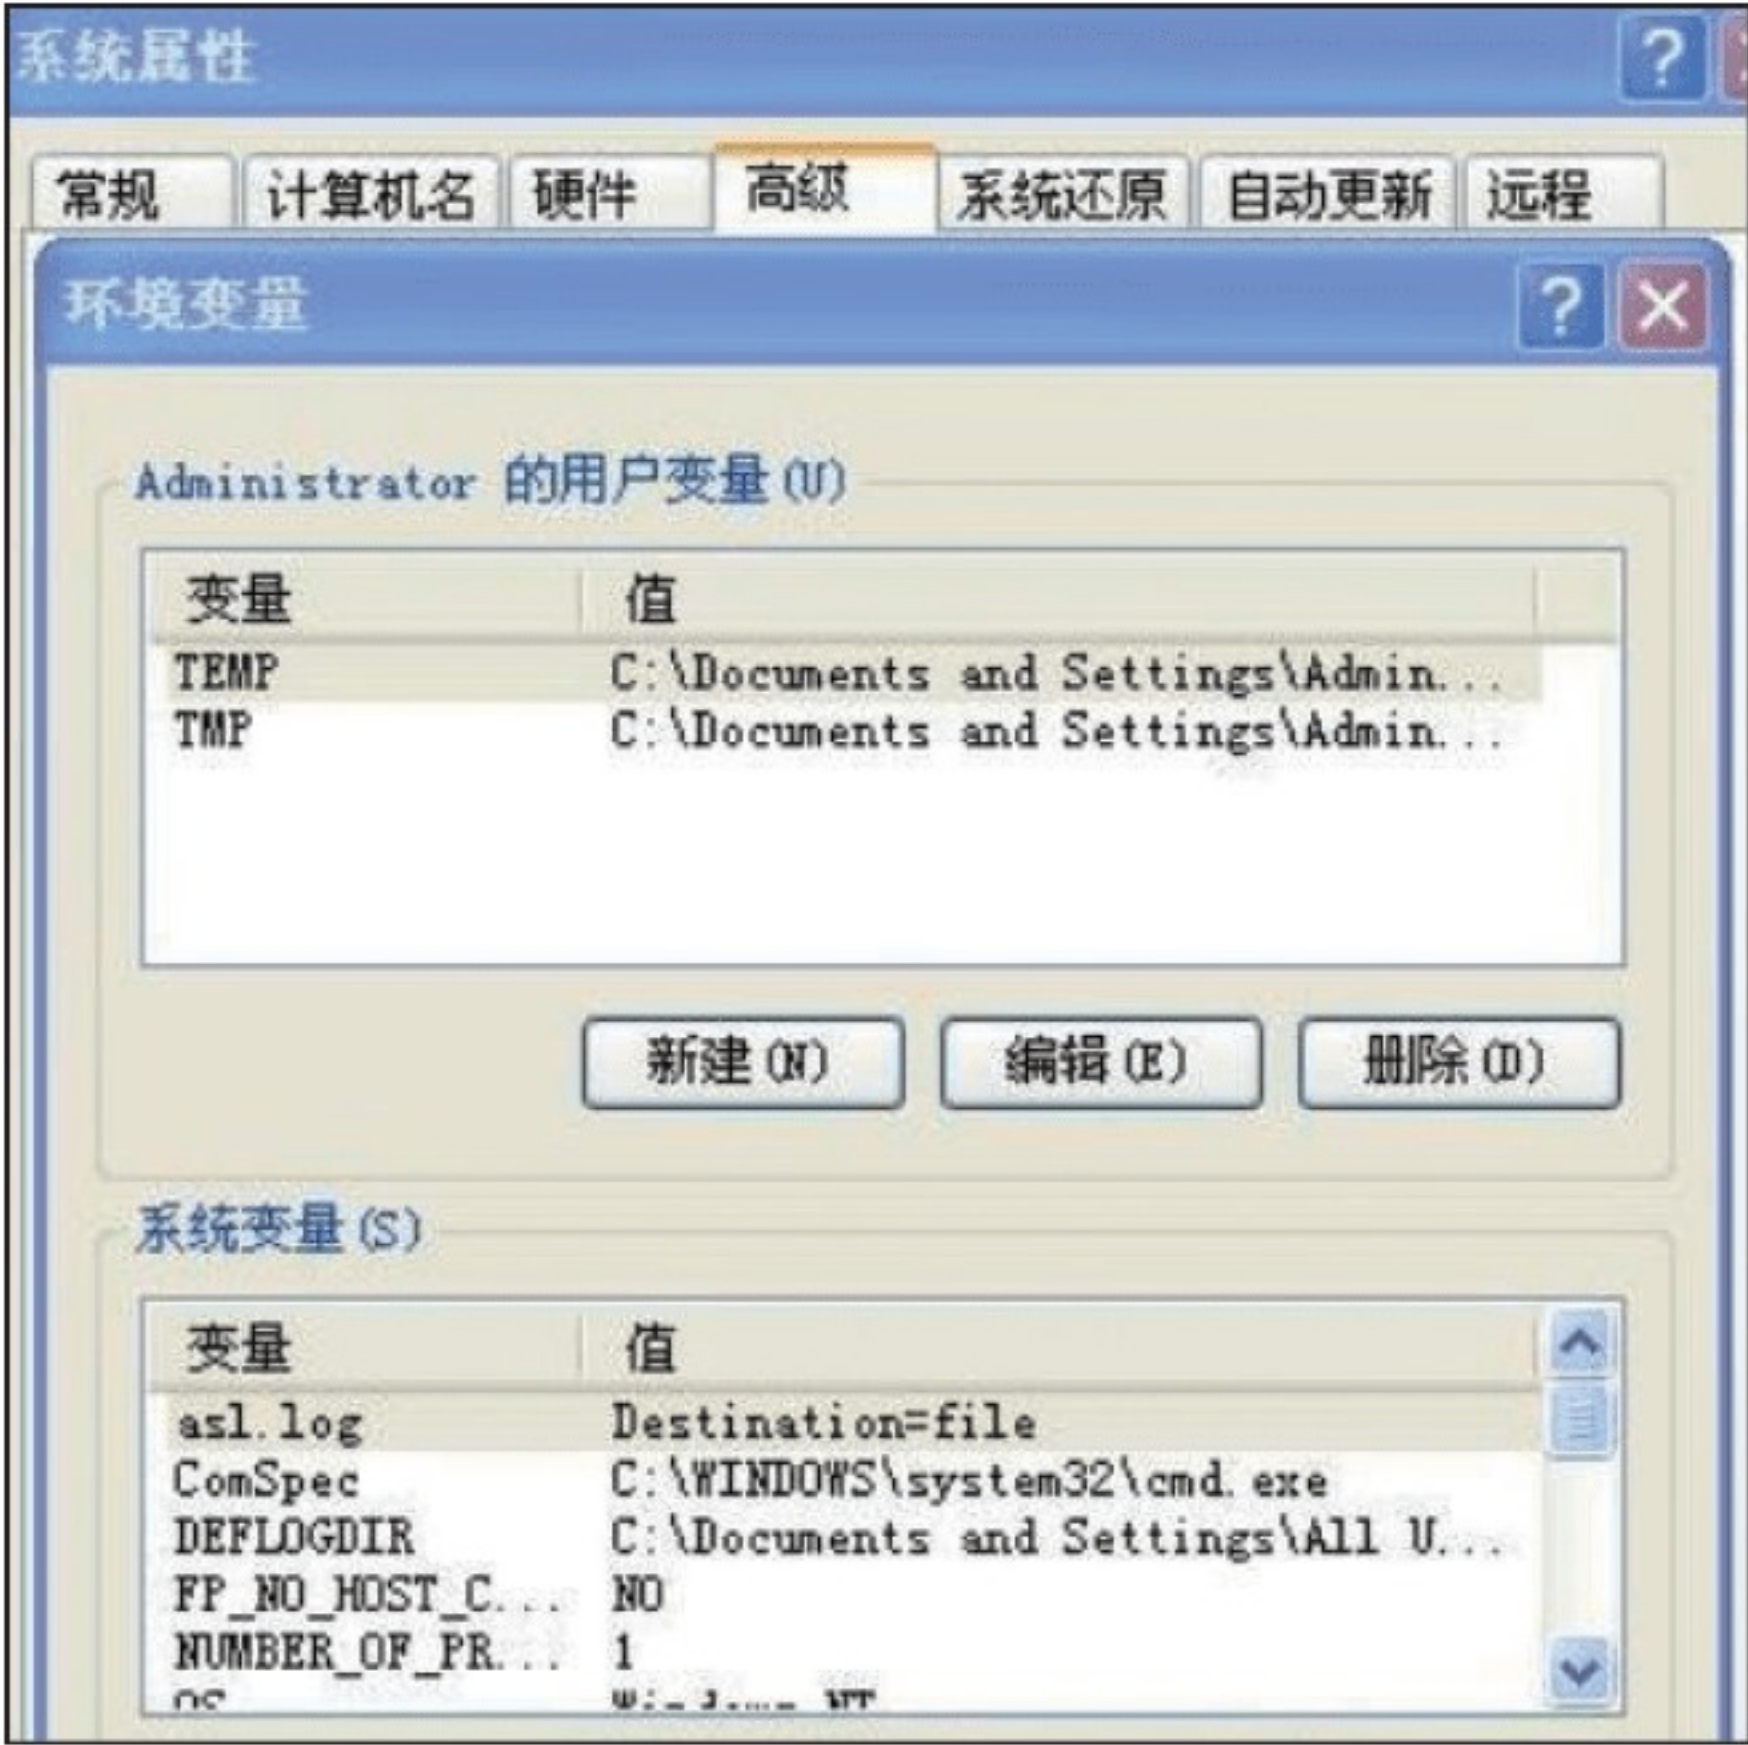 系统属性
常规 计算机名 硬件 高级 系统还原 自动更新 远程
环境变量
Administrator 的用户变量(U)
变量 值
TEMP C:\Documents and Settings\Admin...
TMP C:\Documents and Settings\Admin...
新建(N) 编辑(E) 删除(D)
系统变量(S)
变量 值
asl.log Destination=file
ComSpec C:\WINDOWS\system32\cmd.exe
DEFLOGDIR C:\Documents and Settings\All U...
FP_NO_HOST_C... NO
NUMBER_OF_PR... 1
OS Windows_NT